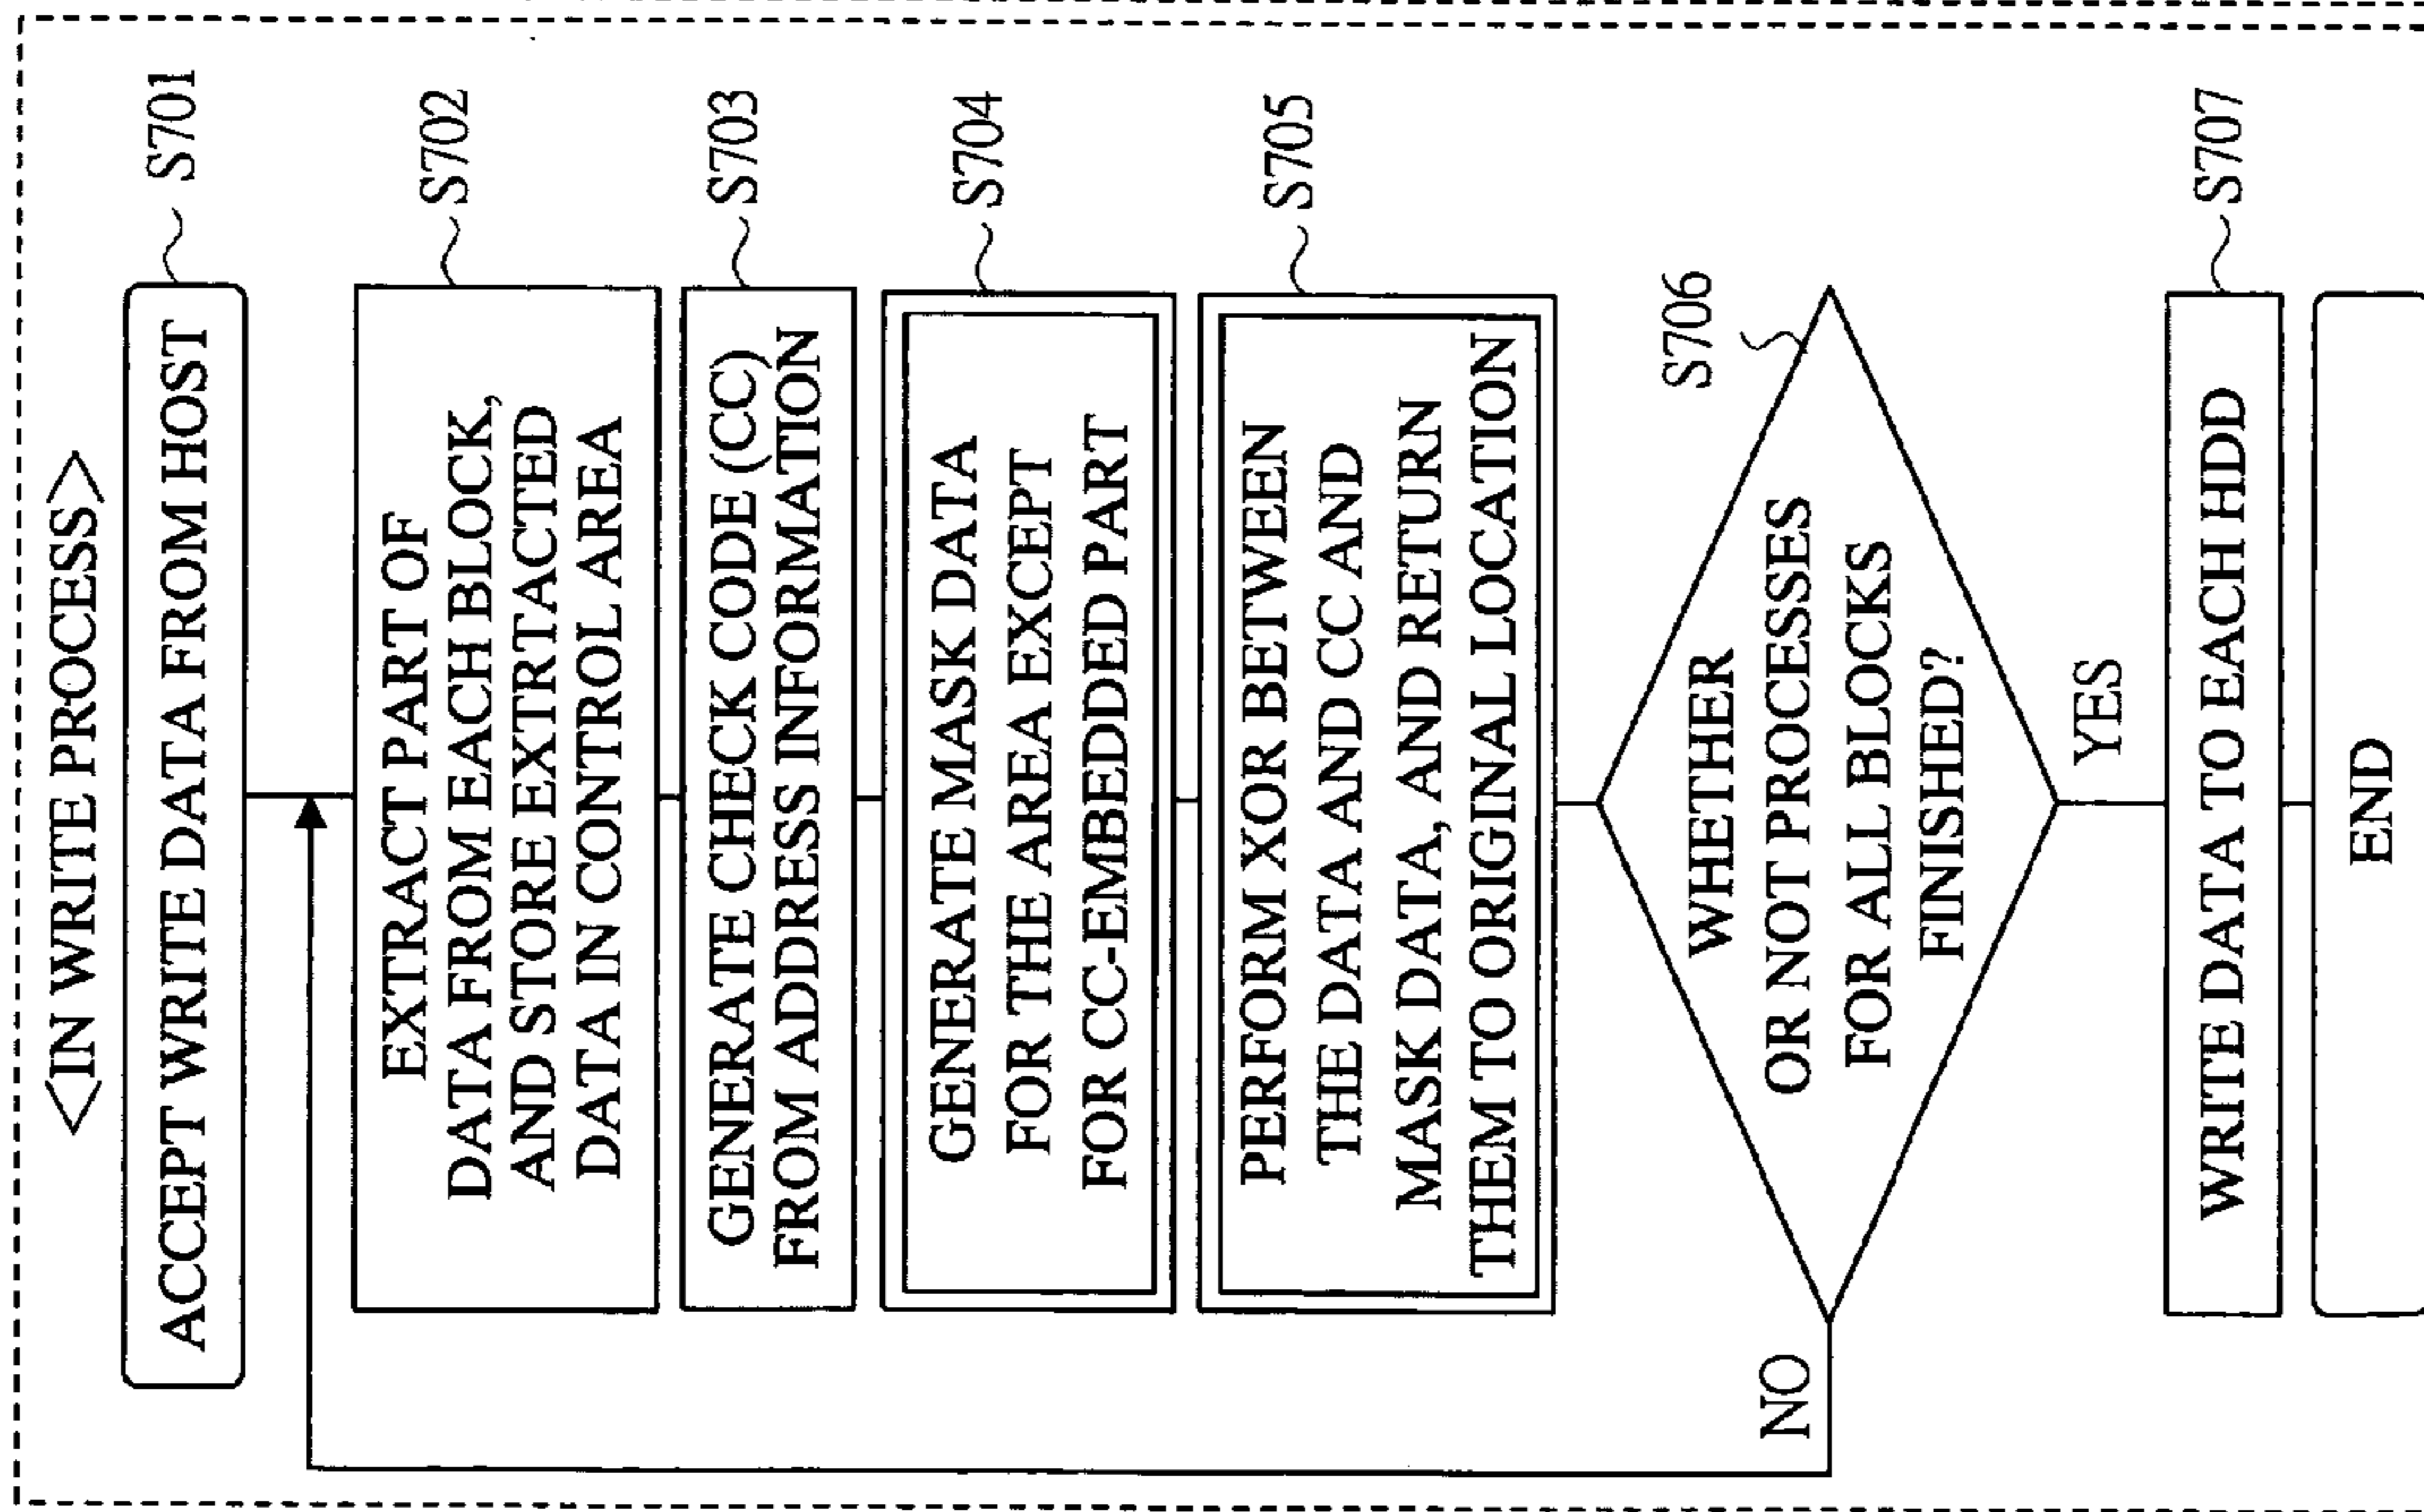 <IN WRITE PROCESS>
ACCEPT WRITE DATA FROM HOST
S701
EXTRACT PART OF
DATA FROM EACH BLOCK,
AND STORE EXTRTACTED
DATA IN CONTROL AREA
S702
GENERATE CHECK CODE (CC)
FROM ADDRESS INFORMATION
S703
GENERATE MASK DATA
FOR THE AREA EXCEPT
FOR CC-EMBEDDED PART
S704
PERFORM XOR BETWEEN
THE DATA AND CC AND
MASK DATA, AND RETURN
THEM TO ORIGINAL LOCATION
S705
WHETHER
OR NOT PROCESSES
FOR ALL BLOCKS
FINISHED?
S706
NO
YES
WRITE DATA TO EACH HDD
S707
END